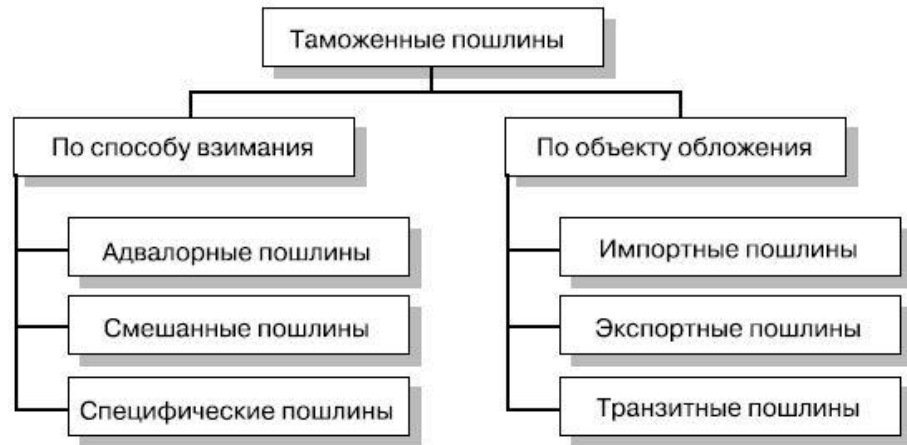 Таможенные пошлины
По способу взимания
Адвалорные пошлины
Смешанные пошлины
Специфические пошлины
По объекту обложения
Импортные пошлины
Экспортные пошлины
Транзитные пошлины